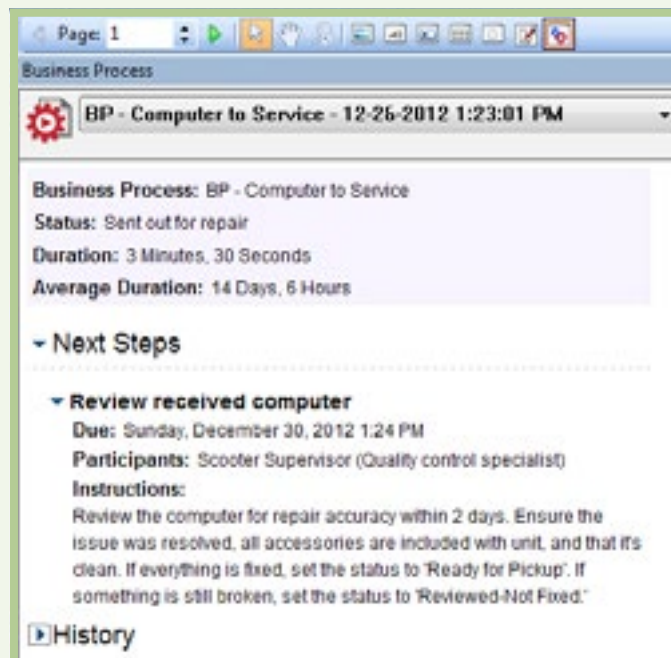 Page: 1
Business Process
BP - Computer to Service - 12-26-2012 1:23:01 PM
Business Process: BP - Computer to Service
Status: Sent out for repair
Duration: 3 Minutes, 30 Seconds
Average Duration: 14 Days, 6 Hours
Next Steps
Review received computer
Due: Sunday, December 30, 2012 1:24 PM
Participants: Scooter Supervisor (Quality control specialist)
Instructions:
Review the computer for repair accuracy within 2 days. Ensure the
issue was resolved, all accessories are included with unit, and that it's
clean. If everything is fixed, set the status to 'Ready for Pickup'. If
something is still broken, set the status to 'Reviewed-Not Fixed.'
History